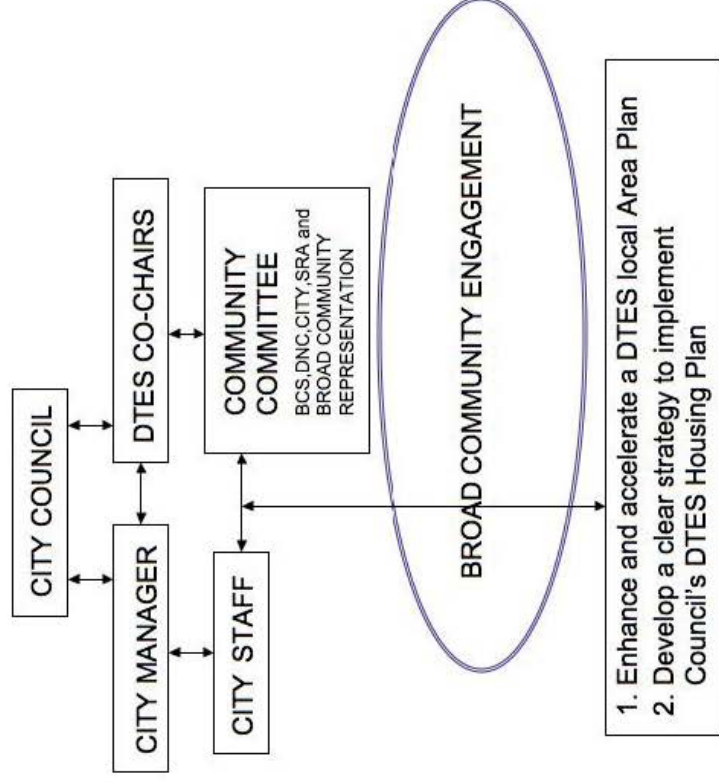 CITY COUNCIL
CITY MANAGER
DTES CO-CHAIRS
CITY STAFF
COMMUNITY
COMMITTEE
BCS,DNC,CITY,SRA and
BROAD COMMUNITY
REPRESENTATION
BROAD COMMUNITY ENGAGEMENT
1. Enhance and accelerate a DTES local Area Plan
2. Develop a clear strategy to implement
Council's DTES Housing Plan